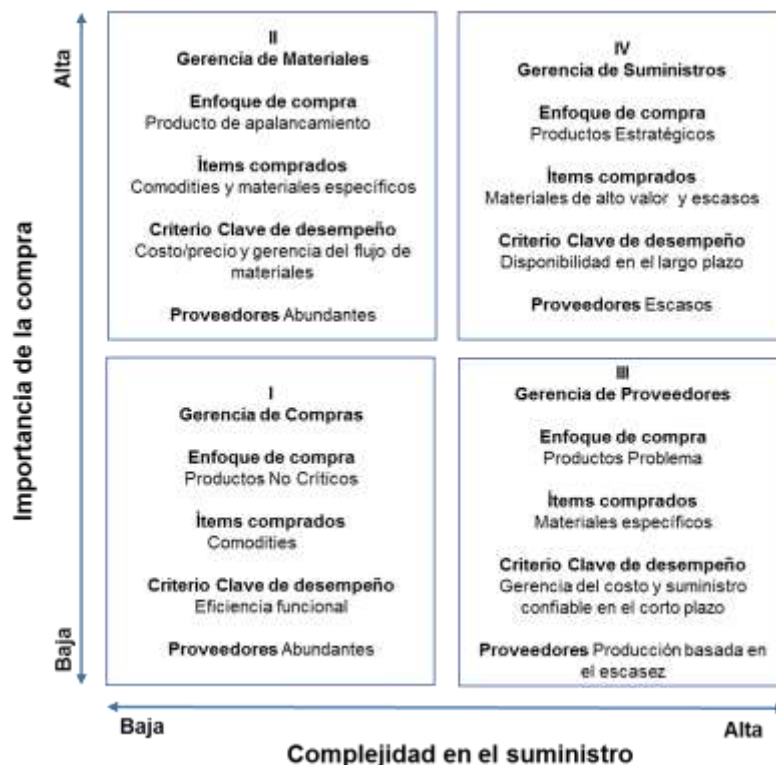 Importancia de la compra
Alta
Baja
II
Gerencia de Materiales
Enfoque de compra
Producto de apalancamiento
Ítems comprados
Comodities y materiales específicos
Criterio Clave de desempeño
Costo/precio y gerencia del flujo de
materiales
Proveedores Abundantes
IV
Gerencia de Suministros
Enfoque de compra
Productos Estratégicos
Ítems comprados
Materiales de alto valor y escasos
Criterio Clave de desempeño
Disponibilidad en el largo plazo
Proveedores Escasos
I
Gerencia de Compras
Enfoque de compra
Productos No Críticos
Ítems comprados
Comodities
Criterio Clave de desempeño
Eficiencia funcional
Proveedores Abundantes
III
Gerencia de Proveedores
Enfoque de compra
Productos Problema
Ítems comprados
Materiales específicos
Criterio Clave de desempeño
Gerencia del costo y suministro
confiable en el corto plazo
Proveedores Producción basada en
el escasez
Baja
Alta
Complejidad en el suministro